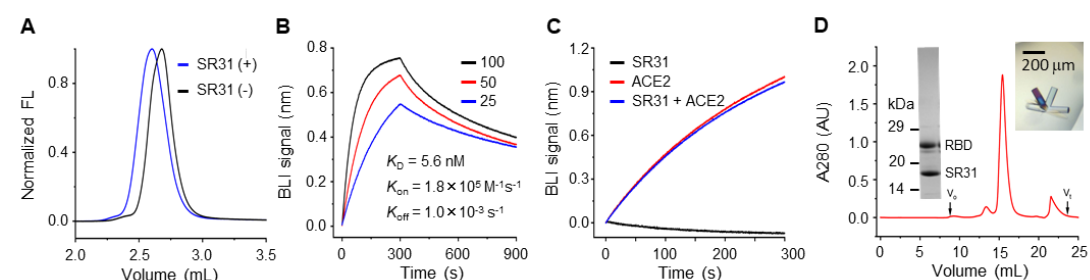 A
Normalized FL
0.8
0.4
0.0
2.0 2.5 3.0 3.5
Volume (mL)
SR31 (+)
SR31 (-)
B
BLI signal (nm)
0.8
0.6
0.4
0.2
0.0
0 300 600 900
Time (s)
100
50
25
KD = 5.6 nM
Kon = 1.8 × 10⁵ M⁻¹s⁻¹
Koff = 1.0 × 10⁻³ s⁻¹
C
BLI signal (nm)
1.2
0.9
0.6
0.3
0.0
0 100 200 300
Time (s)
SR31
ACE2
SR31 + ACE2
D
A280 (AU)
2.0
1.5
1.0
0.5
0.0
0 5 10 15 20 25
Volume (mL)
kDa
29
20
14
RBD
SR31
Vo
Vt
200 μm